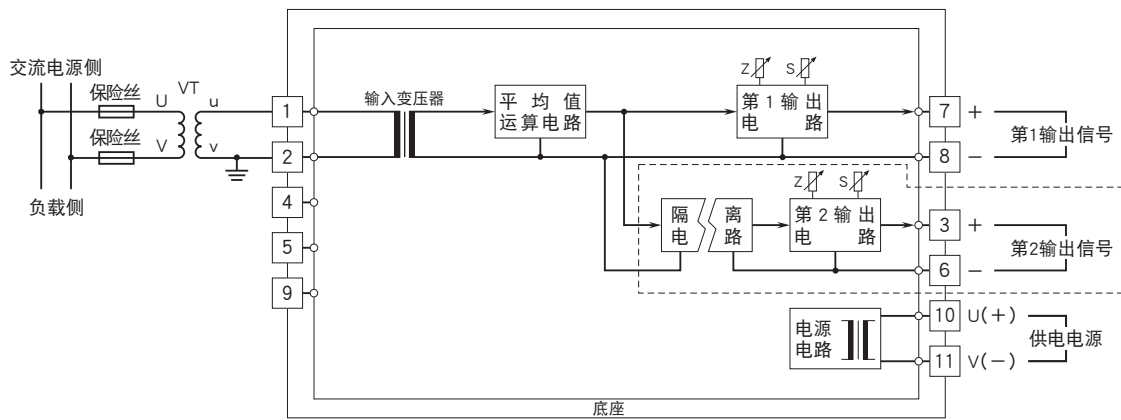 交流电源侧
保险丝
U
VT
u
保险丝
V
v
负载侧
1
2
4
5
9
输入变压器
平均值
运算电路
Z
S
第1输出
电路
7
+
8
−
第1输出信号
隔离
电路
Z
S
第2输出
电路
3
+
6
−
第2输出信号
电源
电路
10
U(+)
11
V(−)
供电电源
底座